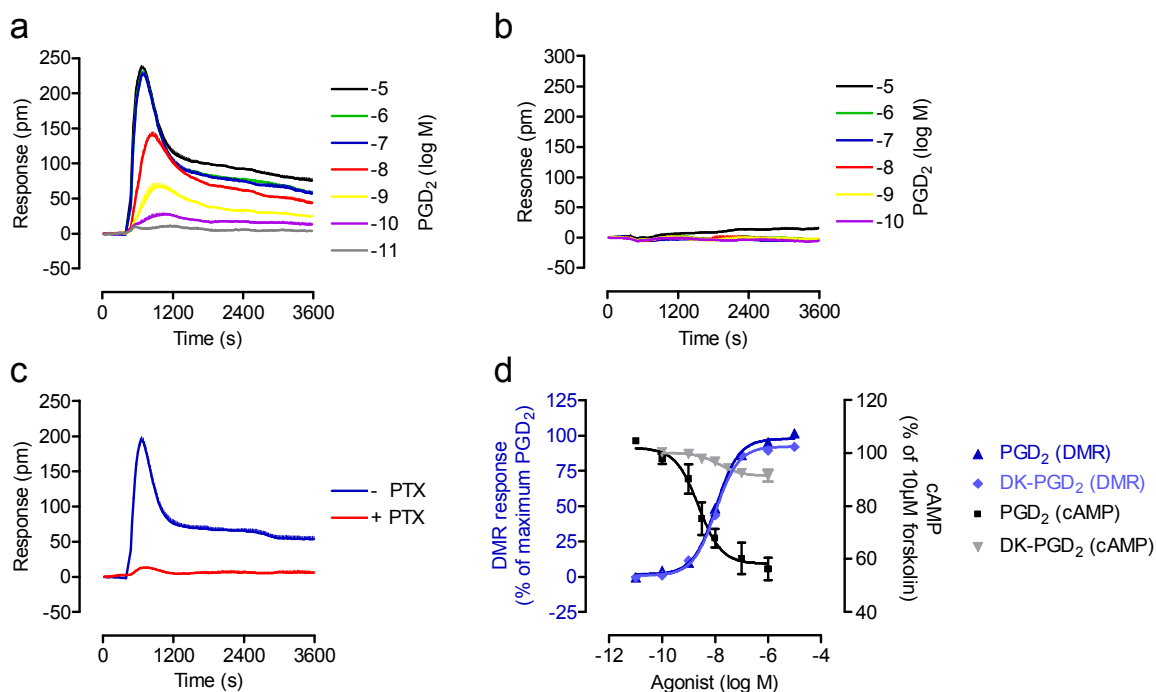 a
250
200
150
100
50
0
-50
Response (pm)
0 1200 2400 3600
Time (s)
-5
-6
-7
-8
-9
-10
-11
PGD2 (log M)
b
300
250
200
150
100
50
0
-50
Resonse (pm)
0 1200 2400 3600
Time (s)
-5
-6
-7
-8
-9
-10
PGD2 (log M)
c
250
200
150
100
50
0
-50
Response (pm)
0 1200 2400 3600
Time (s)
- PTX
+ PTX
d
125
100
75
50
25
0
-25
DMR response
(% of maximum PGD2)
120
100
80
60
40
cAMP
(% of 10µM forskolin)
-12 -10 -8 -6 -4
Agonist (log M)
PGD2 (DMR)
DK-PGD2 (DMR)
PGD2 (cAMP)
DK-PGD2 (cAMP)